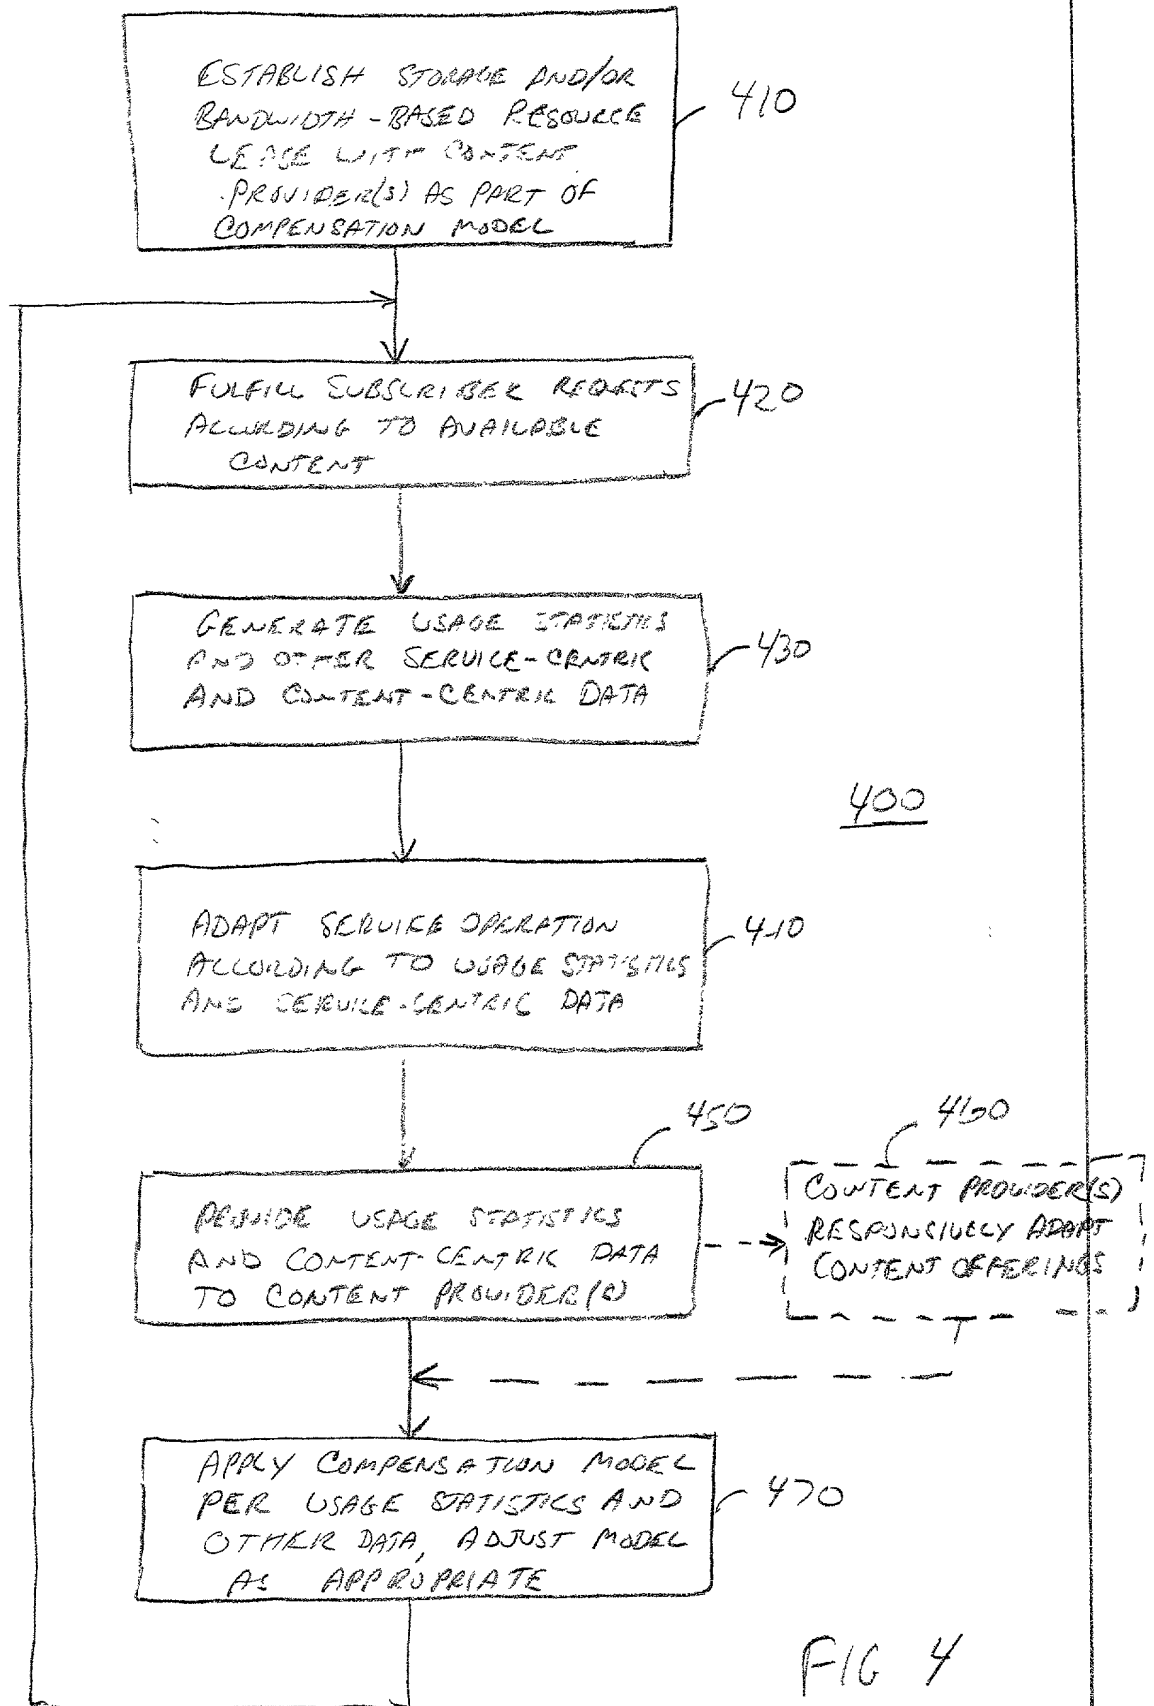 ESTABLISH STORAGE AND/OR
BANDWIDTH-BASED RESOURCE
LEASE WITH CONTENT
PROVIDER(S) AS PART OF
COMPENSATION MODEL
410
FULFILL SUBSCRIBER REQUESTS
ACCORDING TO AVAILABLE
CONTENT
420
GENERATE USAGE STATISTICS
AND OTHER SERVICE-CENTRIC
AND CONTENT-CENTRIC DATA
430
400
ADAPT SERVICE OPERATION
ACCORDING TO USAGE STATISTICS
AND SERVICE-CENTRIC DATA
440
450
460
PROVIDE USAGE STATISTICS
AND CONTENT-CENTRIC DATA
TO CONTENT PROVIDER(S)
CONTENT PROVIDER(S)
RESPONSIVELY ADAPT
CONTENT OFFERINGS
APPLY COMPENSATION MODEL
PER USAGE STATISTICS AND
OTHER DATA, ADJUST MODEL
AS APPROPRIATE
470
FIG 4